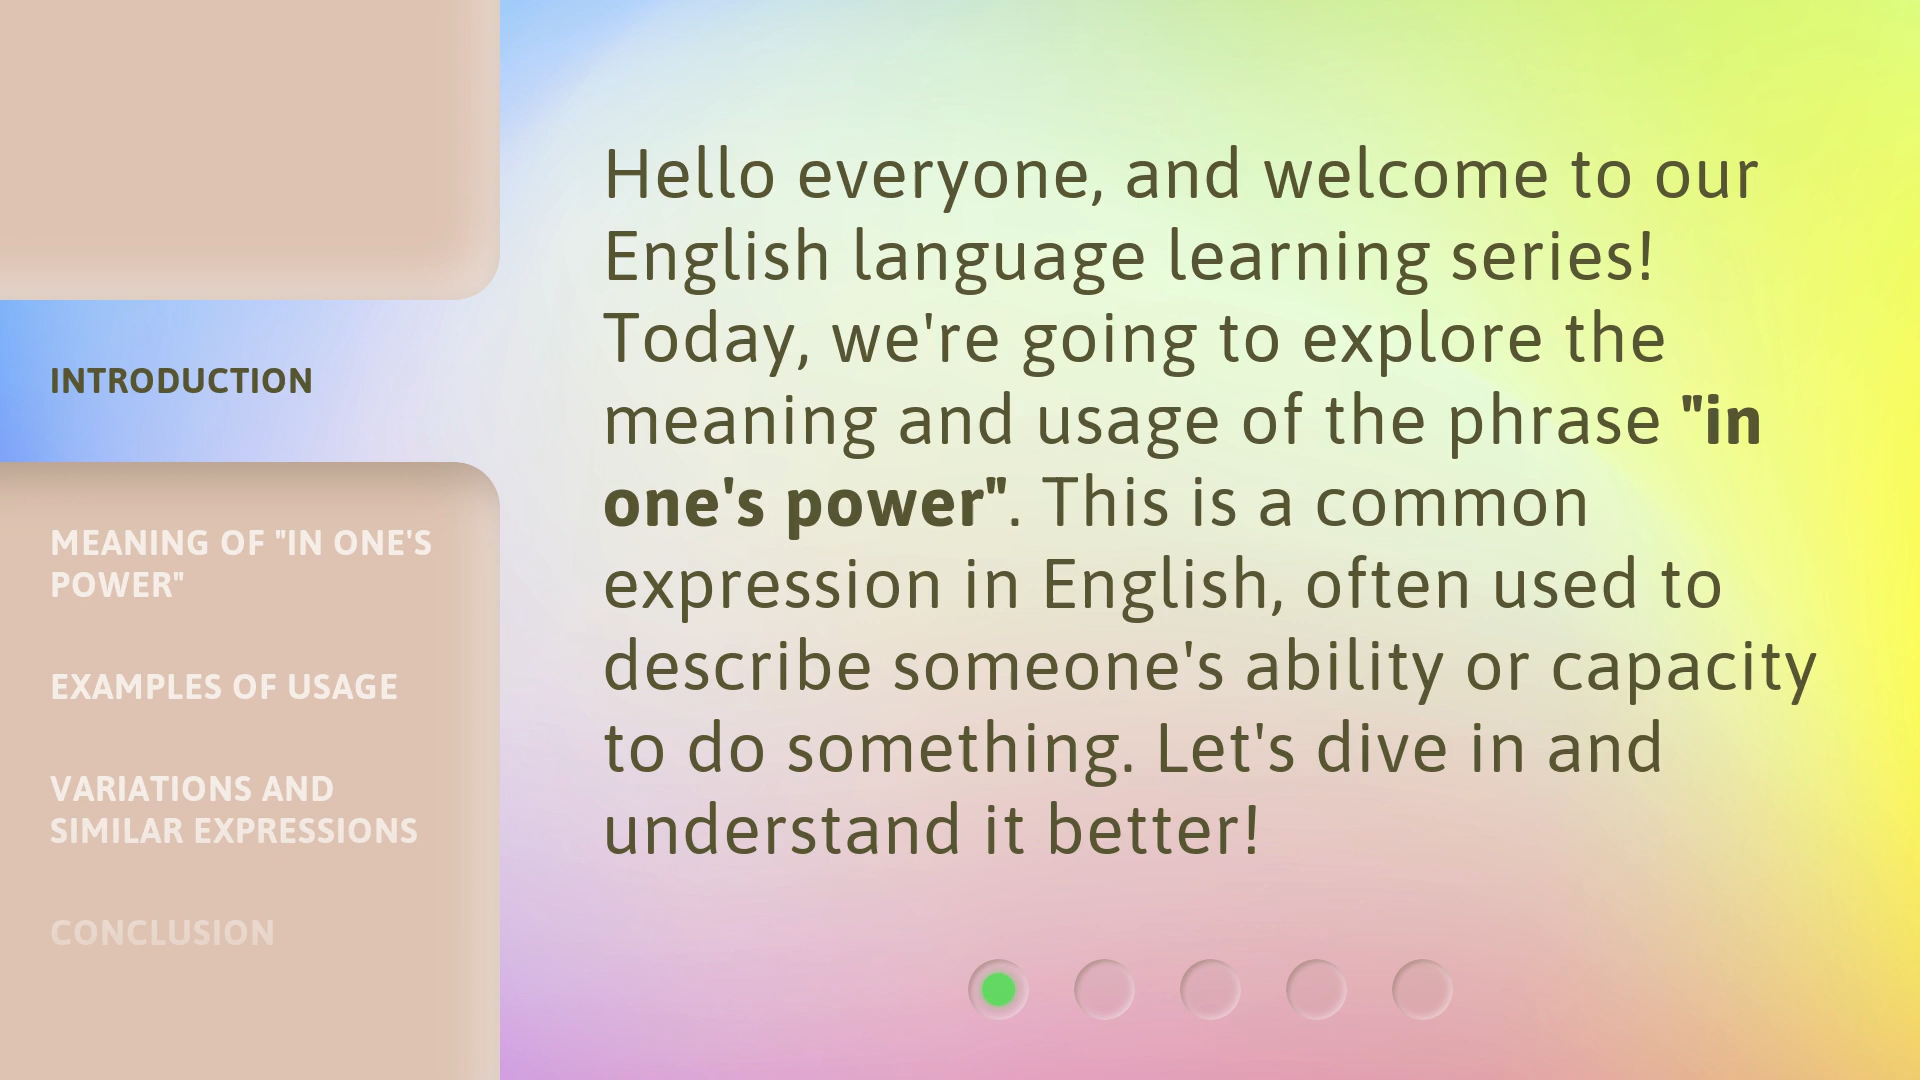 INTRODUCTION
MEANING OF "IN ONE'S
POWER"
EXAMPLES OF USAGE
VARIATIONS AND
SIMILAR EXPRESSIONS
CONCLUSION
Hello everyone, and welcome to our
English language learning series!
Today, we're going to explore the
meaning and usage of the phrase "in
one's power". This is a common
expression in English, often used to
describe someone's ability or capacity
to do something. Let's dive in and
understand it better!